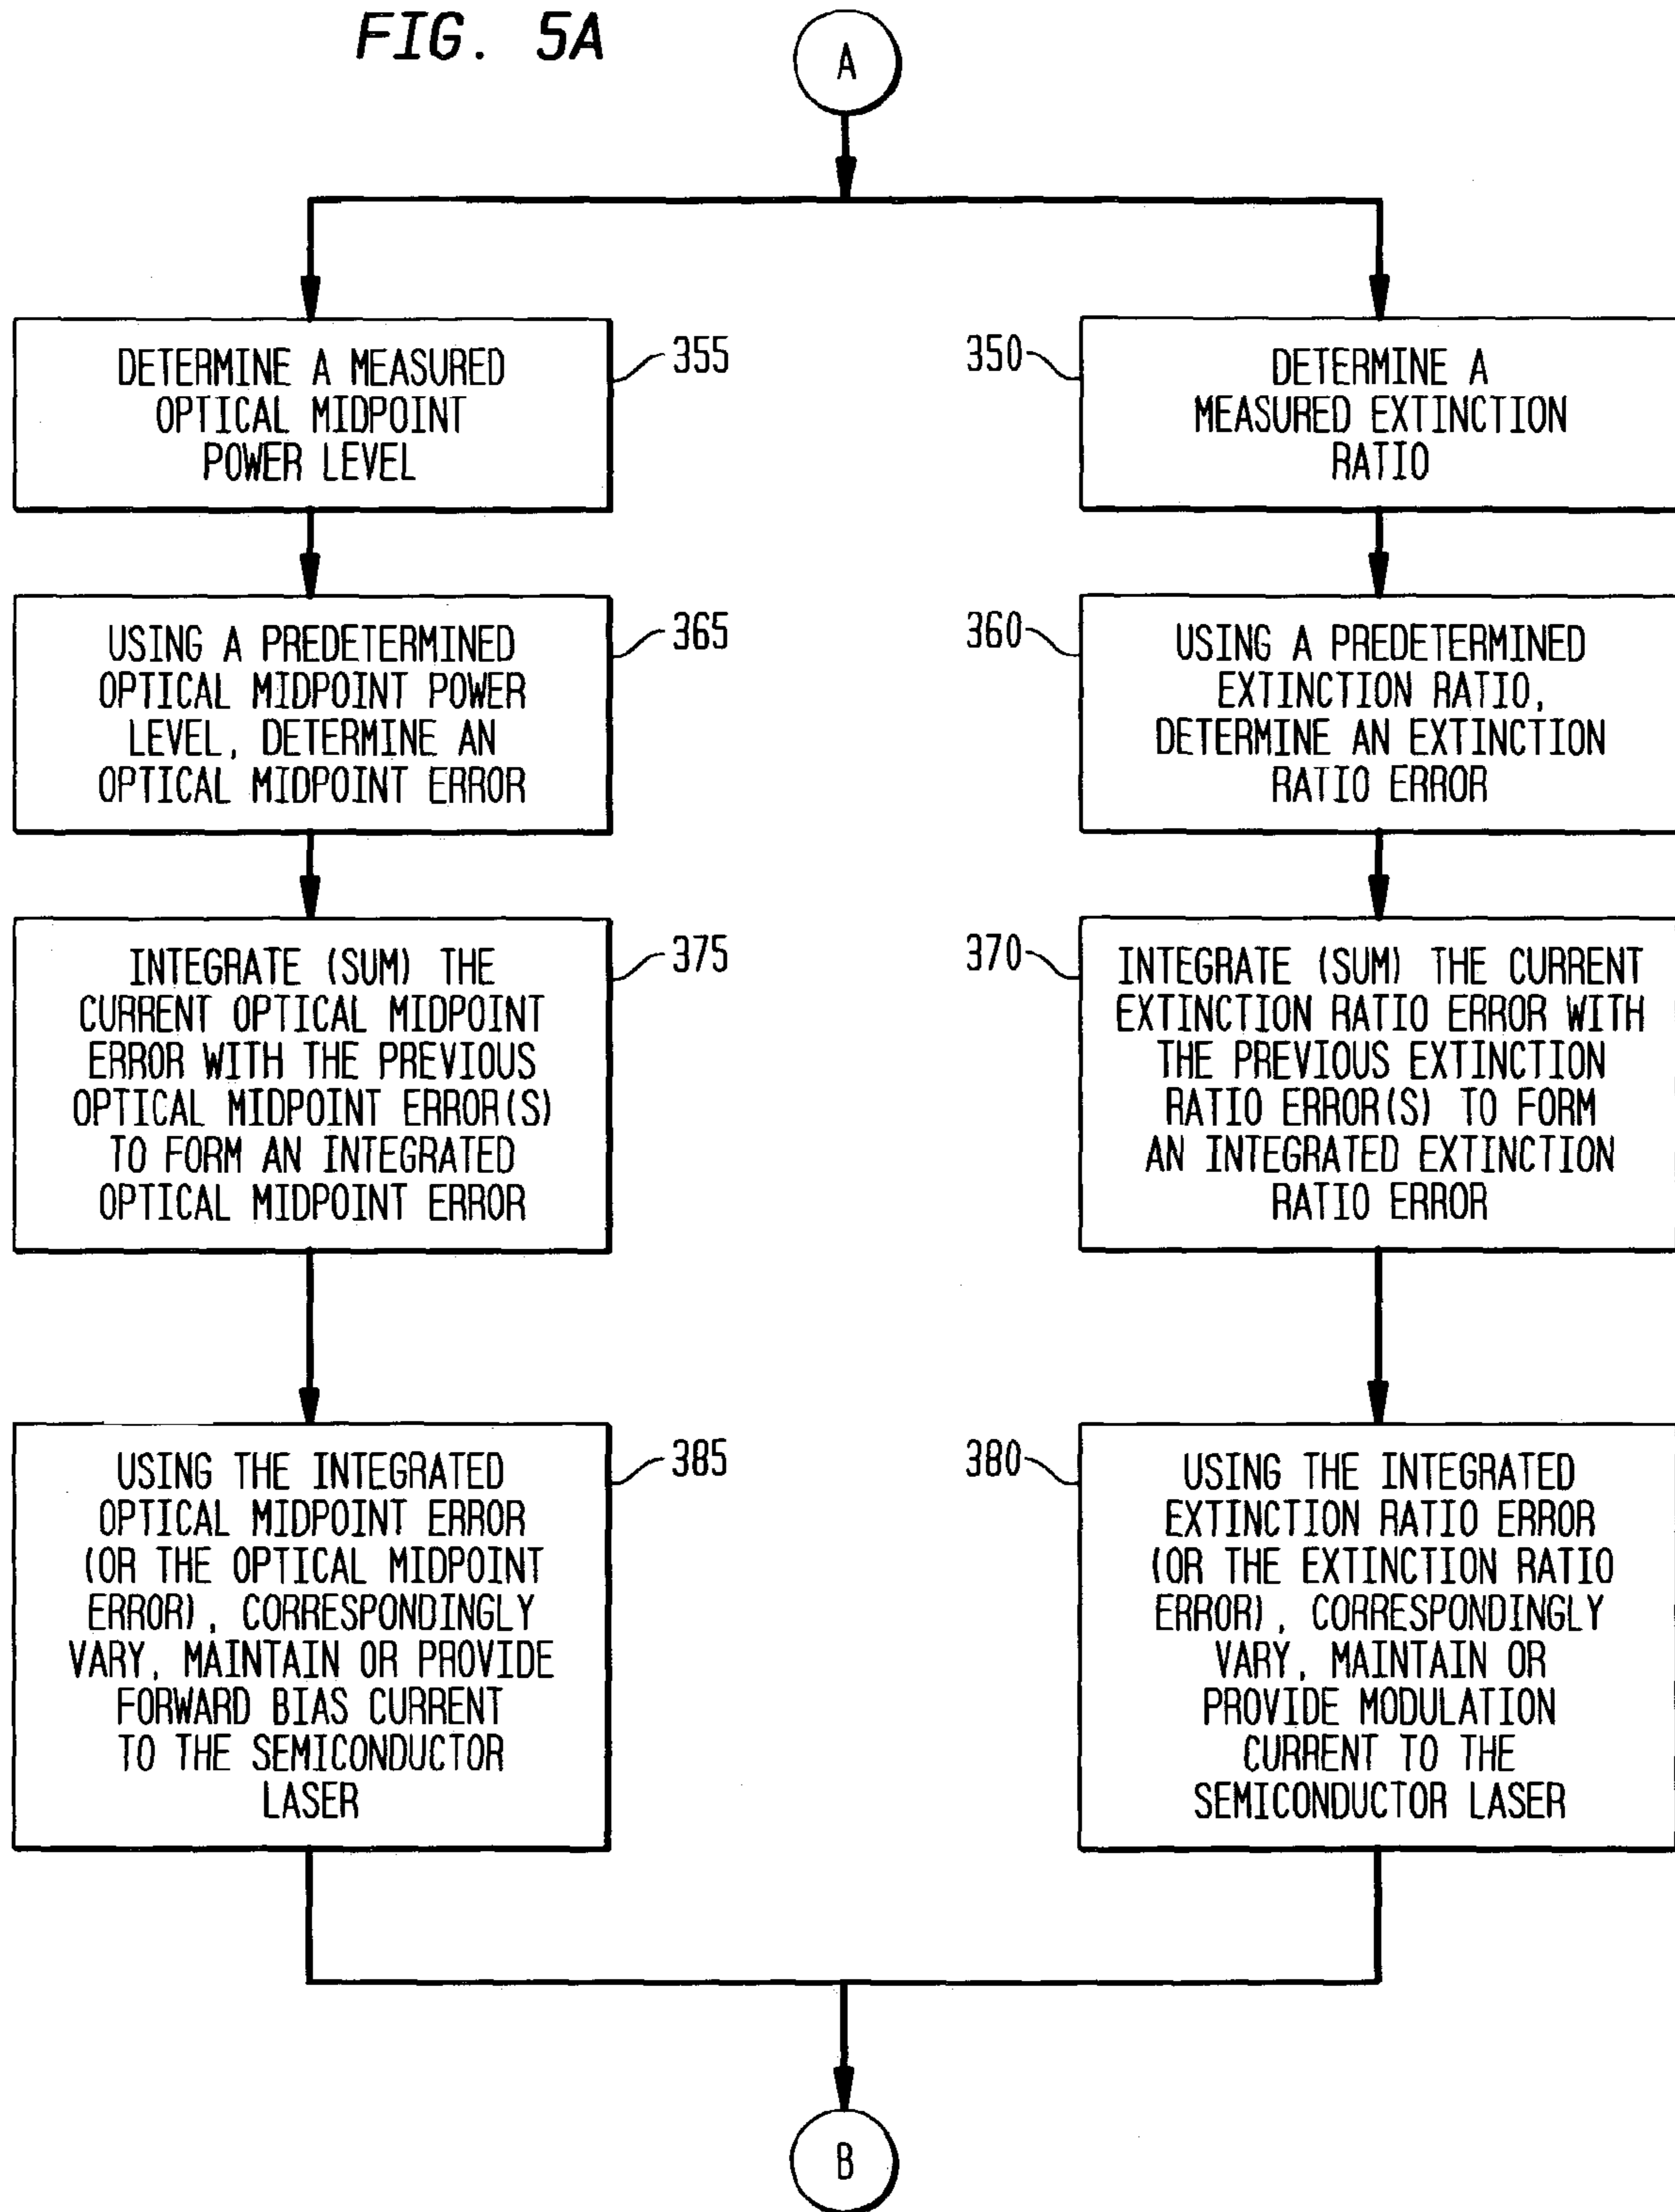 FIG. 5A
A
DETERMINE A MEASURED
OPTICAL MIDPOINT
POWER LEVEL
355
350
DETERMINE A
MEASURED EXTINCTION
RATIO
USING A PREDETERMINED
OPTICAL MIDPOINT POWER
LEVEL, DETERMINE AN
OPTICAL MIDPOINT ERROR
365
360
USING A PREDETERMINED
EXTINCTION RATIO,
DETERMINE AN EXTINCTION
RATIO ERROR
INTEGRATE (SUM) THE
CURRENT OPTICAL MIDPOINT
ERROR WITH THE PREVIOUS
OPTICAL MIDPOINT ERROR(S)
TO FORM AN INTEGRATED
OPTICAL MIDPOINT ERROR
375
370
INTEGRATE (SUM) THE CURRENT
EXTINCTION RATIO ERROR WITH
THE PREVIOUS EXTINCTION
RATIO ERROR(S) TO FORM
AN INTEGRATED EXTINCTION
RATIO ERROR
USING THE INTEGRATED
OPTICAL MIDPOINT ERROR
(OR THE OPTICAL MIDPOINT
ERROR), CORRESPONDINGLY
VARY, MAINTAIN OR PROVIDE
FORWARD BIAS CURRENT
TO THE SEMICONDUCTOR
LASER
385
380
USING THE INTEGRATED
EXTINCTION RATIO ERROR
(OR THE EXTINCTION RATIO
ERROR), CORRESPONDINGLY
VARY, MAINTAIN OR
PROVIDE MODULATION
CURRENT TO THE
SEMICONDUCTOR LASER
B